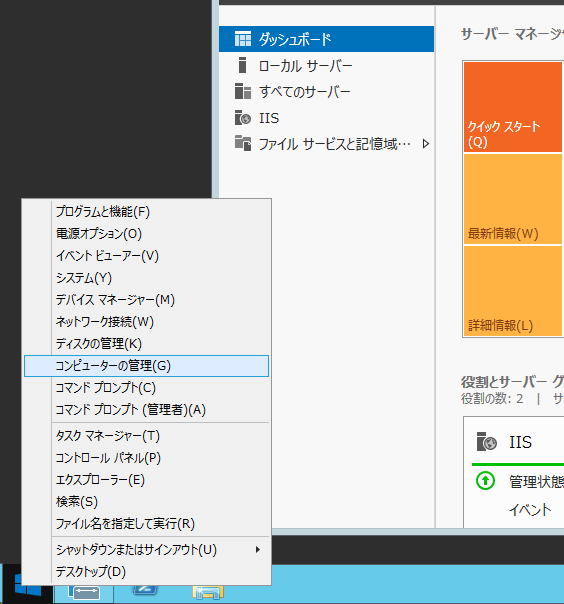 ダッシュボード
ローカル サーバー
すべてのサーバー
IIS
ファイル サービスと記憶域…
サーバー マネージ
クイック スタート
(Q)
最新情報(W)
詳細情報(L)
役割とサーバー グ
役割の数: 2 | サ
IIS
管理状態
イベント
プログラムと機能(F)
電源オプション(O)
イベント ビューアー(V)
システム(Y)
デバイス マネージャー(M)
ネットワーク接続(W)
ディスクの管理(K)
コンピューターの管理(G)
コマンド プロンプト(C)
コマンド プロンプト (管理者)(A)
タスク マネージャー(T)
コントロール パネル(P)
エクスプローラー(E)
検索(S)
ファイル名を指定して実行(R)
シャットダウンまたはサインアウト(U)
デスクトップ(D)